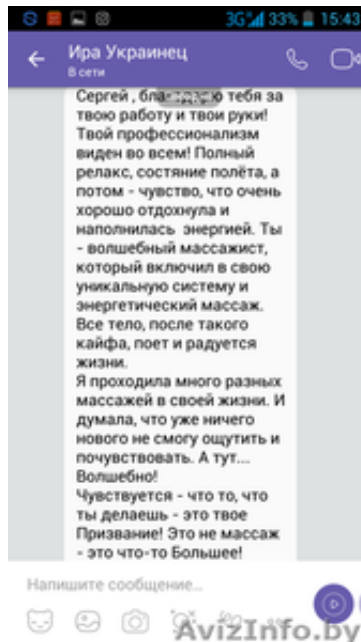 3G 33% 15:43
Ира Украинец
В сети
Сергей , благодарю тебя за
твою работу и твои руки!
Твой профессионализм
виден во всем! Полный
релакс, состяние полёта, а
потом - чувство, что очень
хорошо отдохнула и
наполнилась энергией. Ты
- волшебный массажист,
который включил в свою
уникальную систему и
энергетический массаж.
Все тело, после такого
кайфа, поет и радуется
жизни.
Я проходила много разных
массажей в своей жизни. И
думала, что уже ничего
нового не смогу ощутить и
почувствовать. А тут...
Волшебно!
Чувствуется - что то, что
ты делаешь - это твое
Призвание! Это не массаж
- это что-то Большее!
Напишите сообщение...
AvizInfo.by